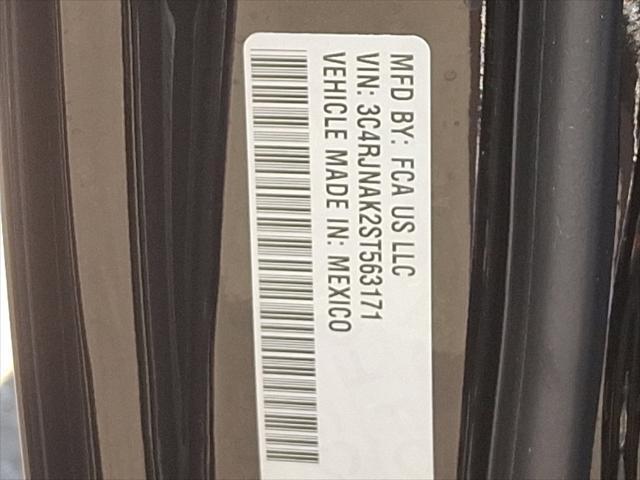 MFD BY: FCA US LLC
VIN: 3C4RJNAK2ST563171
VEHICLE MADE IN: MEXICO